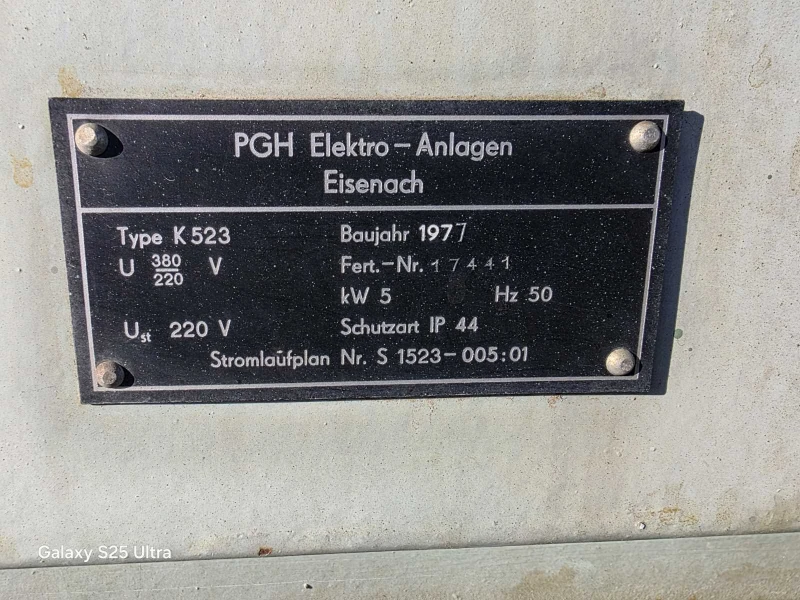 PGH Elektro-Anlagen
Eisenach
Type K 523 Baujahr 1977
U 380/220 V Fert.-Nr. 17441
kW 5 Hz 50
Ust 220 V Schutzart IP 44
Stromlaufplan Nr. S 1523-005:01
Galaxy S25 Ultra